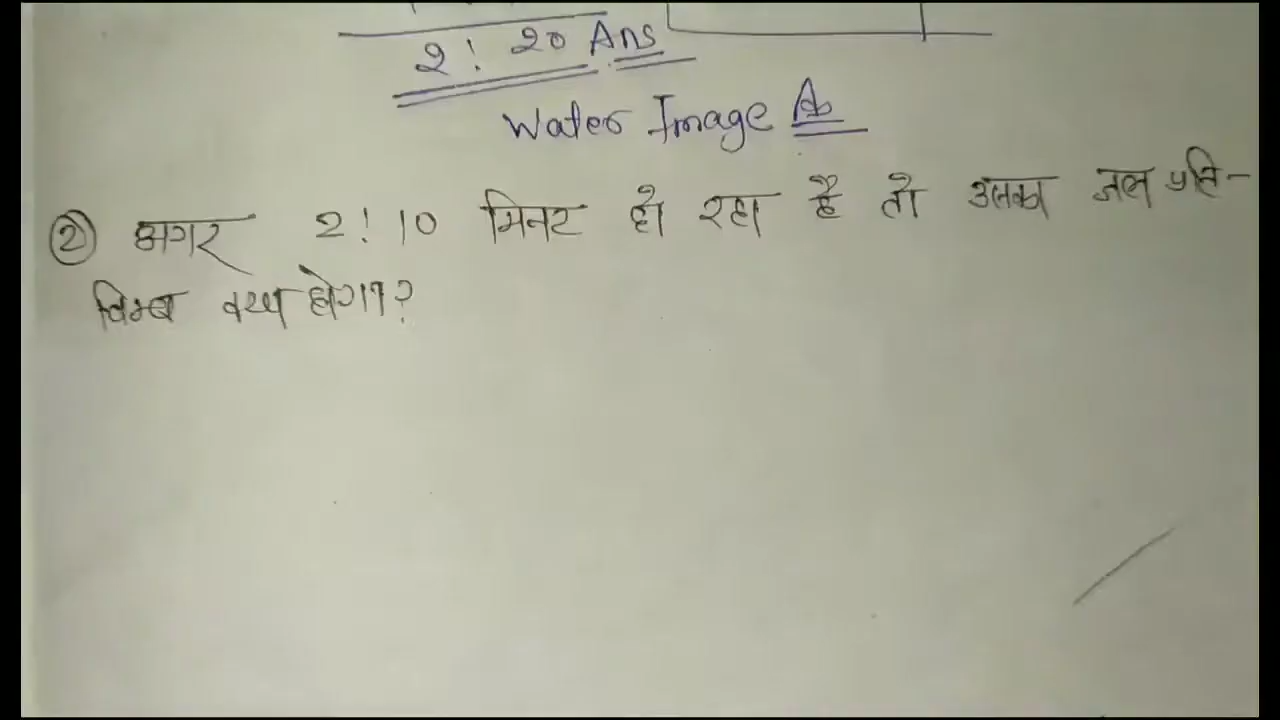 2! 20 Ans
Water Image
② अगर 2! 10 मिनट हो रहा है तो उसका जल प्रति-
विम्ब क्या होगा?